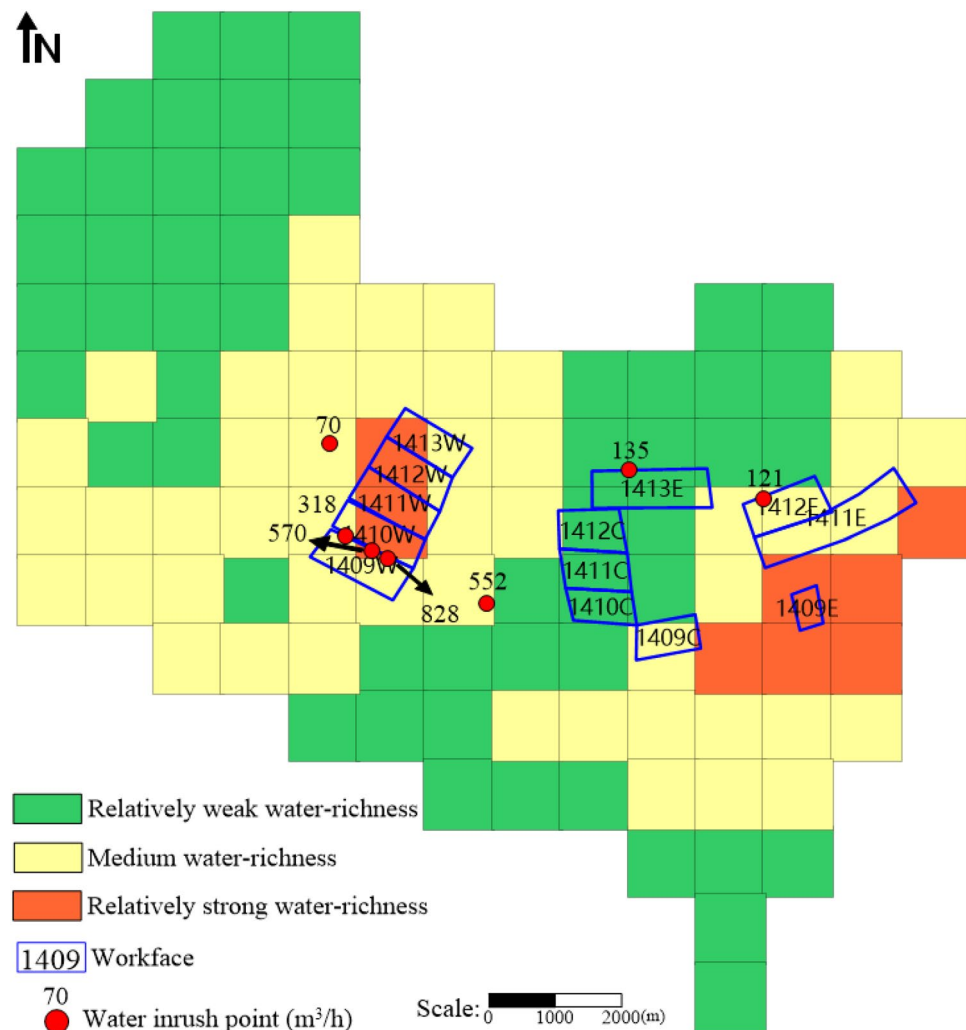 N
70
1413W
135
1412W
1413E
121
1411W
1412E
1411E
318
1410W
1412C
570
1409W
1411C
552
1410C
1409E
828
1409C
Relatively weak water-richness
Medium water-richness
Relatively strong water-richness
1409 Workface
70
Water inrush point (m³/h)
Scale:
0 1000 2000(m)